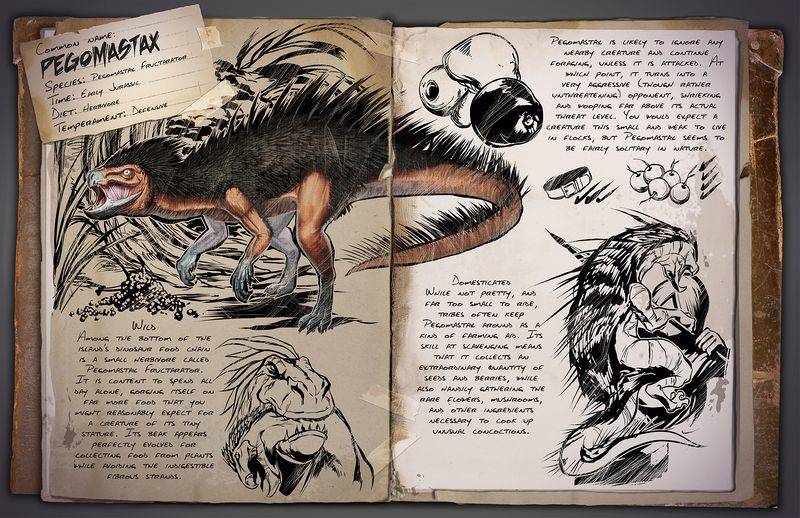 Common name:
Pegomastax
Species: Pegomastal Fructarator
Time: Early Jurassic
Diet: Herbivore
Temperament: Defensive
Wild
Among the bottom of the
island's dinosaur food chain
is a small herbivore called
Pegomastal Fructarator.
It is content to spend all
day alone, gorging itself on
far more food that you
might reasonably expect for
a creature of its tiny
stature. Its beak appears
perfectly evolved for
collecting food from plants
while avoiding the indigestible
fibrous strands.
Pegomastal is likely to ignore any
nearby creature and continue
foraging, unless it is attacked. At
which point, it turns into a
very aggressive (though rather
unthreatening) opponent, shrieking
and whooping far above its actual
threat level. You would expect a
creature this small and weak to live
in flocks, but Pegomastal seems to
be fairly solitary in nature.
Domesticated
While not pretty, and
far too small to ride,
tribes often keep
Pegomastal around as a
kind of farming aid. Its
skill at scavenging means
that it collects an
extraordinary quantity of
seeds and berries, while
also handily gathering the
rare flowers, mushrooms,
and other ingredients
necessary to cook up
unusual concoctions.